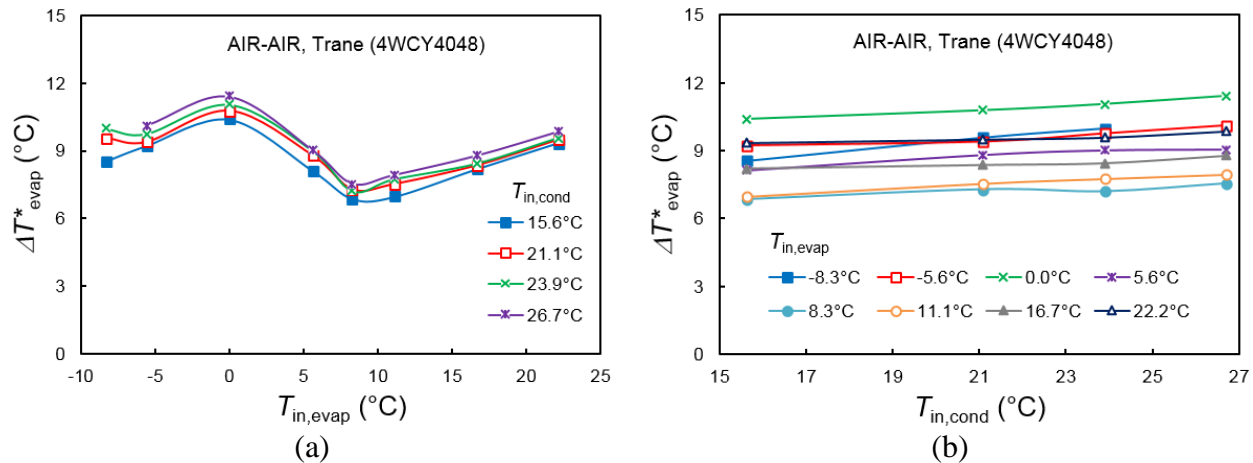 AIR-AIR, Trane (4WCY4048)
ΔT*evap (°C)
15
12
9
6
3
0
Tin,cond
15.6°C
21.1°C
23.9°C
26.7°C
-10 -5 0 5 10 15 20 25
Tin,evap (°C)
(a)
AIR-AIR, Trane (4WCY4048)
ΔT*evap (°C)
15
12
9
6
3
0
Tin,evap
-8.3°C -5.6°C 0.0°C 5.6°C
8.3°C 11.1°C 16.7°C 22.2°C
15 17 19 21 23 25 27
Tin,cond (°C)
(b)